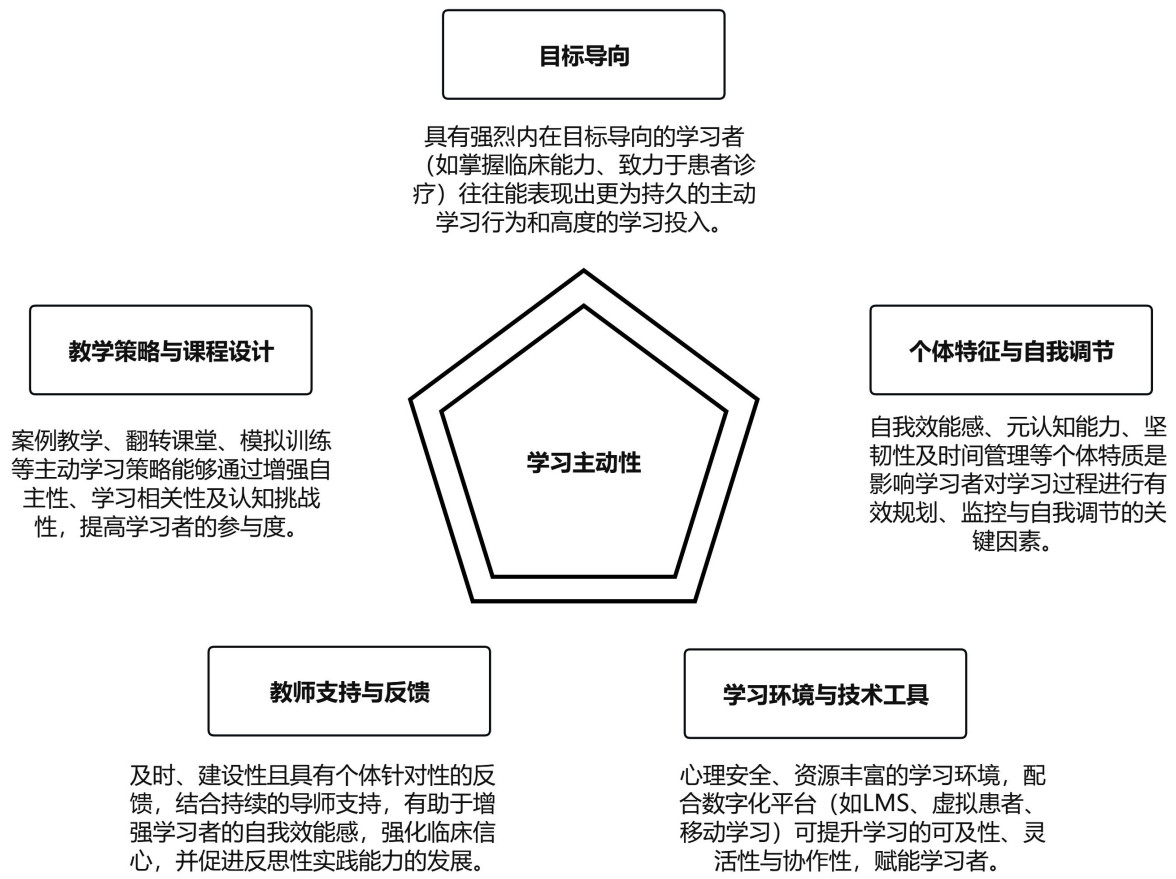 目标导向
具有强烈内在目标导向的学习者
（如掌握临床能力、致力于患者诊
疗）往往能表现出更为持久的主动
学习行为和高度的学习投入。
教学策略与课程设计
案例教学、翻转课堂、模拟训练
等主动学习策略能够通过增强自
主性、学习相关性及认知挑战
性，提高学习者的参与度。
学习主动性
个体特征与自我调节
自我效能感、元认知能力、坚
韧性及时间管理等个体特质是
影响学习者对学习过程进行有
效规划、监控与自我调节的关
键因素。
教师支持与反馈
及时、建设性且具有个体针对性的反
馈，结合持续的导师支持，有助于增
强学习者的自我效能感，强化临床信
心，并促进反思性实践能力的发展。
学习环境与技术工具
心理安全、资源丰富的学习环境，配
合数字化平台（如LMS、虚拟患者、
移动学习）可提升学习的可及性、灵
活性与协作性，赋能学习者。